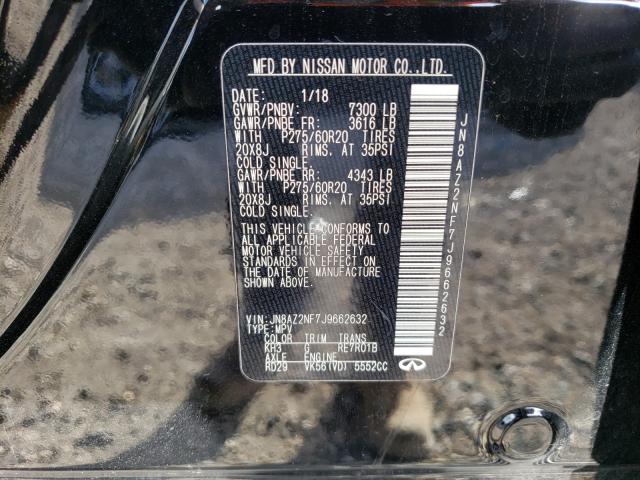 MFD BY NISSAN MOTOR CO.,LTD.
DATE: 1/18
GVWR/PNBV: 7300 LB
GAWR/PNBE FR: 3616 LB
WITH P275/60R20 TIRES
20X8J RIMS. AT 35PSI
COLD SINGLE.
GAWR/PNBE RR: 4343 LB
WITH P275/60R20 TIRES
20X8J RIMS. AT 35PSI
COLD SINGLE.
THIS VEHICLE CONFORMS TO
ALL APPLICABLE FEDERAL
MOTOR VEHICLE SAFETY
STANDARDS IN EFFECT ON
THE DATE OF MANUFACTURE
SHOWN ABOVE.
VIN: JN8AZ2NF7J9662632
TYPE: MPV
COLOR TRIM TRANS
KH3 G RE7R01B
AXLE ENGINE
RD29 VK56(VD) 5552CC
JN8AZ2NF7J9662632